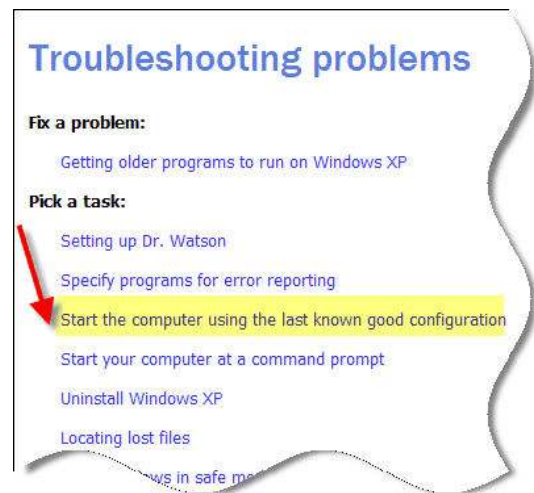 Troubleshooting problems
Fix a problem:
Getting older programs to run on Windows XP
Pick a task:
Setting up Dr. Watson
Specify programs for error reporting
Start the computer using the last known good configuration
Start your computer at a command prompt
Uninstall Windows XP
Locating lost files
in safe